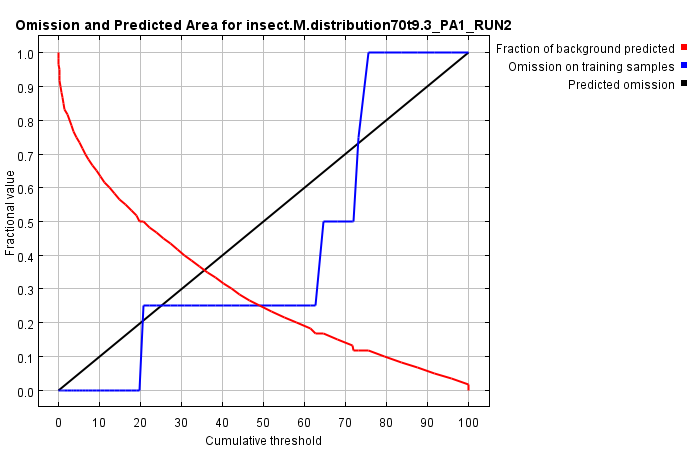 Omission and Predicted Area for insect.M.distribution70t9.3_PA1_RUN2
Fraction of background predicted
Omission on training samples
Predicted omission
Fractional value
1.0
0.9
0.8
0.7
0.6
0.5
0.4
0.3
0.2
0.1
0.0
0 10 20 30 40 50 60 70 80 90 100
Cumulative threshold